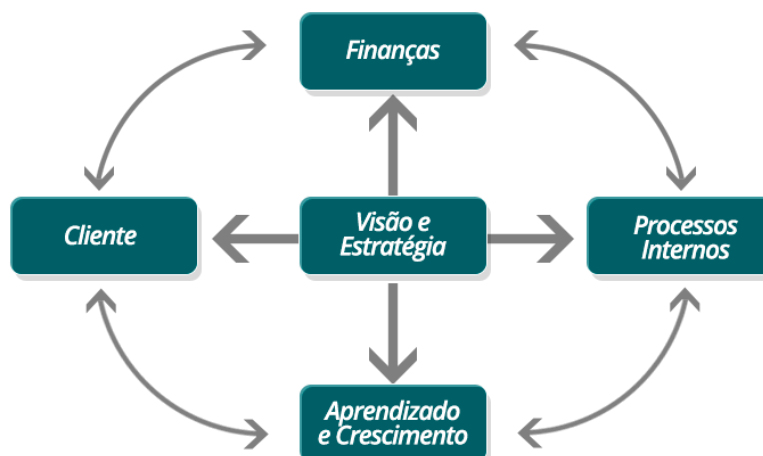 Finanças
Cliente
Visão e
Estratégia
Processos
Internos
Aprendizado
e Crescimento